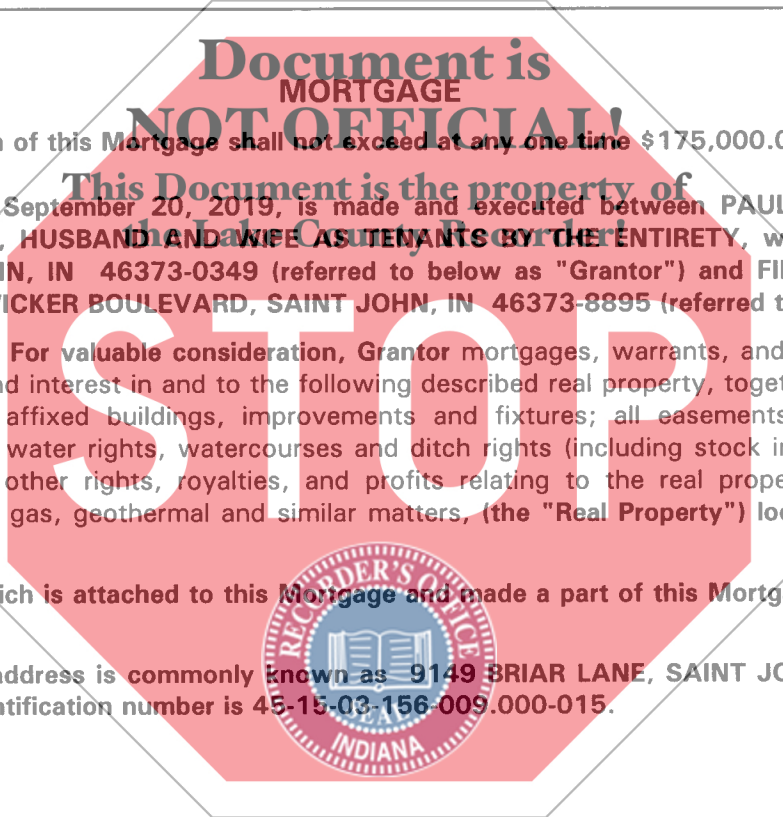 Document is
MORTGAGE
NOT OFFICIAL!
of this Mortgage shall not exceed at any one time $175,000.0
This Document is the property of
September 20, 2019, is made and executed between PAUL
the Lake County Recorder!
, HUSBAND AND WIFE AS TENANTS BY THE ENTIRETY, w
IN, IN 46373-0349 (referred to below as "Grantor") and FI
ICKER BOULEVARD, SAINT JOHN, IN 46373-8895 (referred t
For valuable consideration, Grantor mortgages, warrants, and
d interest in and to the following described real property, toget
affixed buildings, improvements and fixtures; all easements
water rights, watercourses and ditch rights (including stock i
other rights, royalties, and profits relating to the real prope
gas, geothermal and similar matters, (the "Real Property") loc
STOP
ich is attached to this Mortgage and made a part of this Mortg
address is commonly known as 9149 BRIAR LANE, SAINT JO
ntification number is 45-15-03-156-009.000-015.
RECORDER'S OFFICE
SEAL
INDIANA